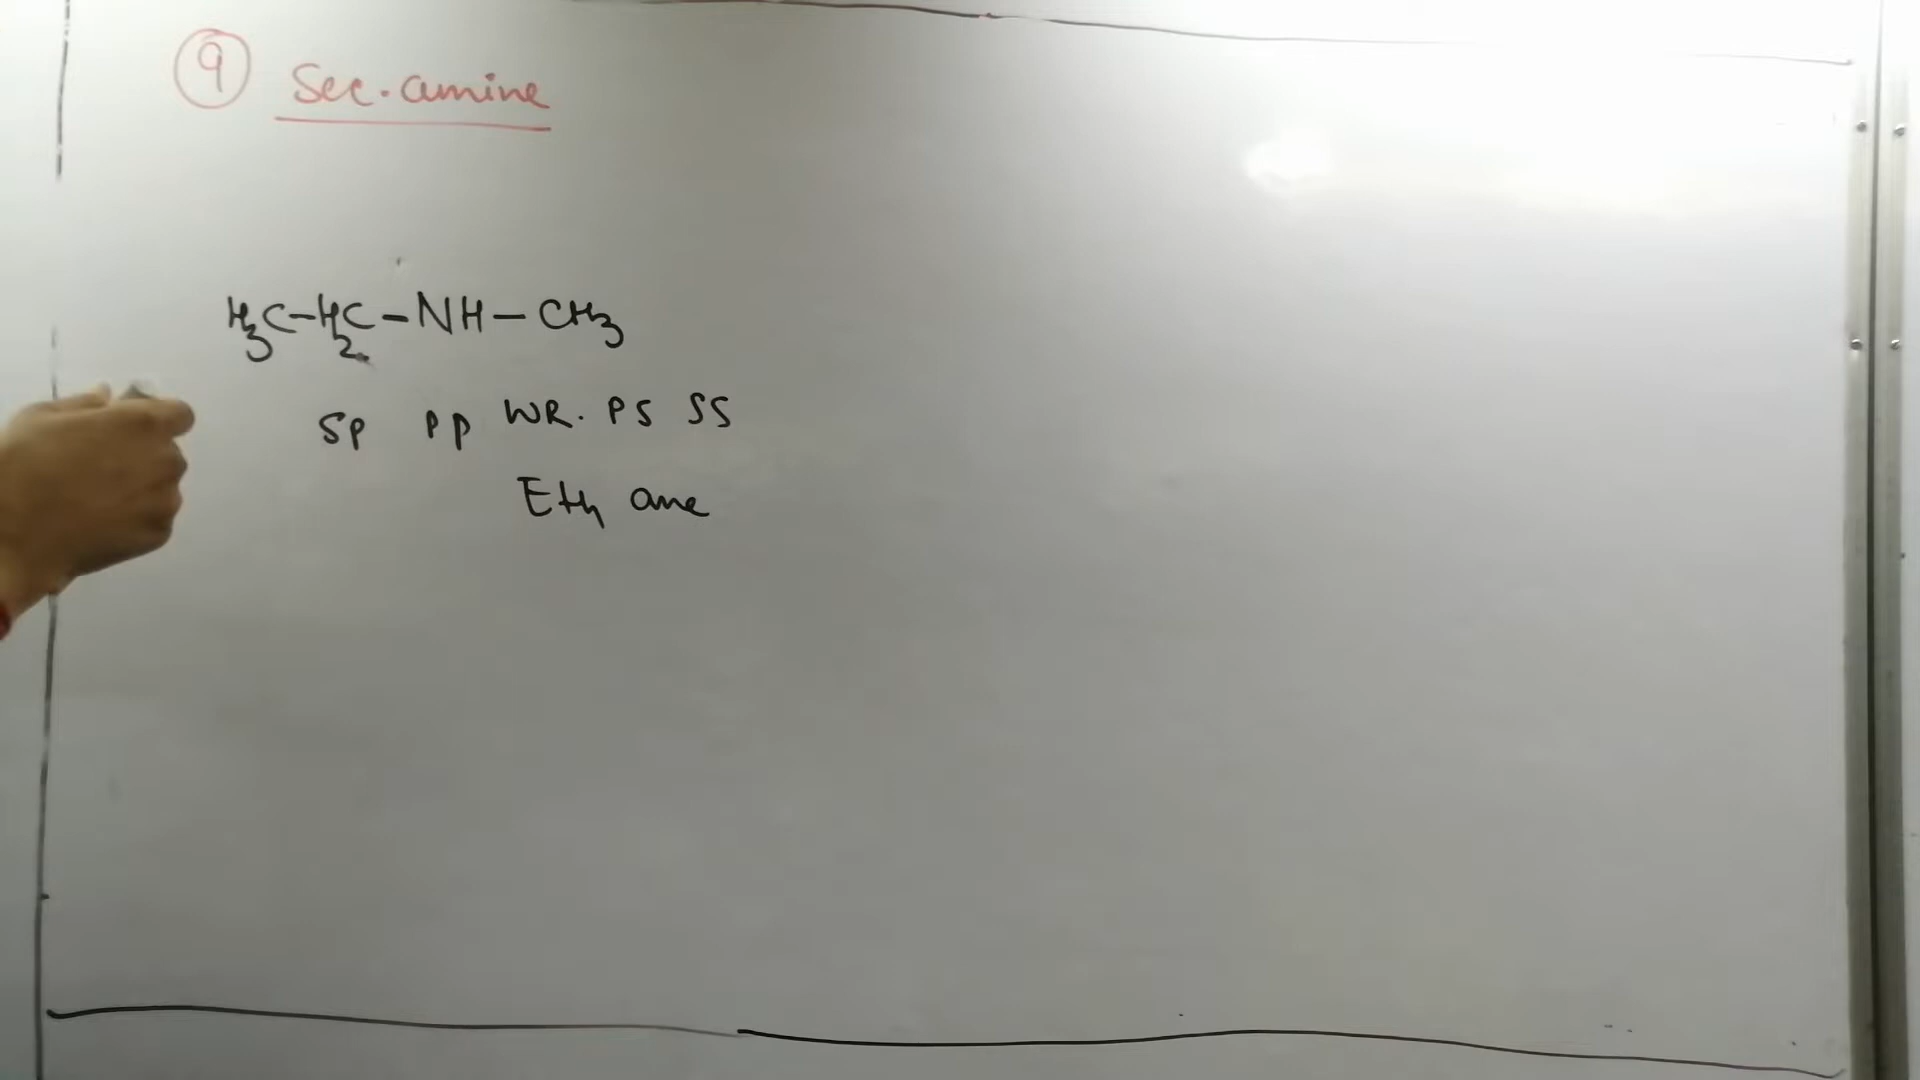 9 Sec. amine
H3C-H2C-NH-CH3
SP PP WR. PS SS
Eth ane